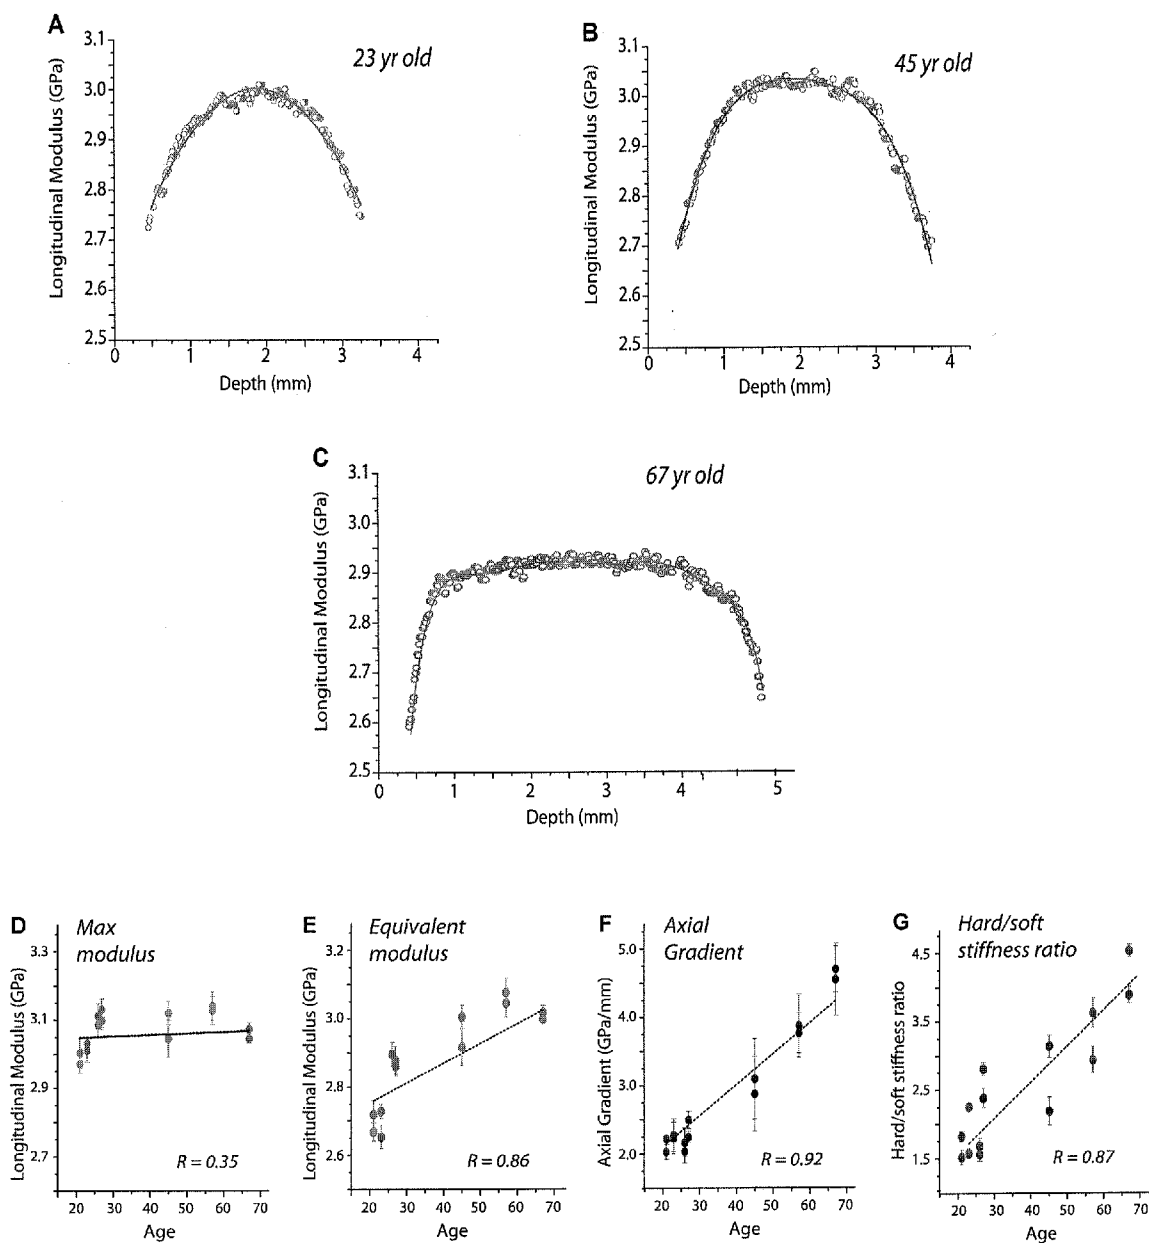 A
23 yr old
3.1
3.0
2.9
2.8
2.7
2.6
2.5
Longitudinal Modulus (GPa)
0 1 2 3 4
Depth (mm)
B
45 yr old
3.1
3.0
2.9
2.8
2.7
2.6
2.5
Longitudinal Modulus (GPa)
0 1 2 3 4
Depth (mm)
C
67 yr old
3.1
3.0
2.9
2.8
2.7
2.6
2.5
Longitudinal Modulus (GPa)
0 1 2 3 4 5
Depth (mm)
D
Max
modulus
3.3
3.1
2.9
2.7
Longitudinal Modulus (GPa)
R = 0.35
20 30 40 50 60 70
Age
E
Equivalent
modulus
3.2
3.0
2.8
2.6
2.5
Longitudinal Modulus (GPa)
R = 0.86
20 30 40 50 60 70
Age
F
Axial
Gradient
5.0
4.0
3.0
2.0
Axial Gradient (GPa/mm)
R = 0.92
20 30 40 50 60 70
Age
G
Hard/soft
stiffness ratio
4.5
3.5
2.5
1.5
Hard/soft stiffness ratio
R = 0.87
20 30 40 50 60 70
Age